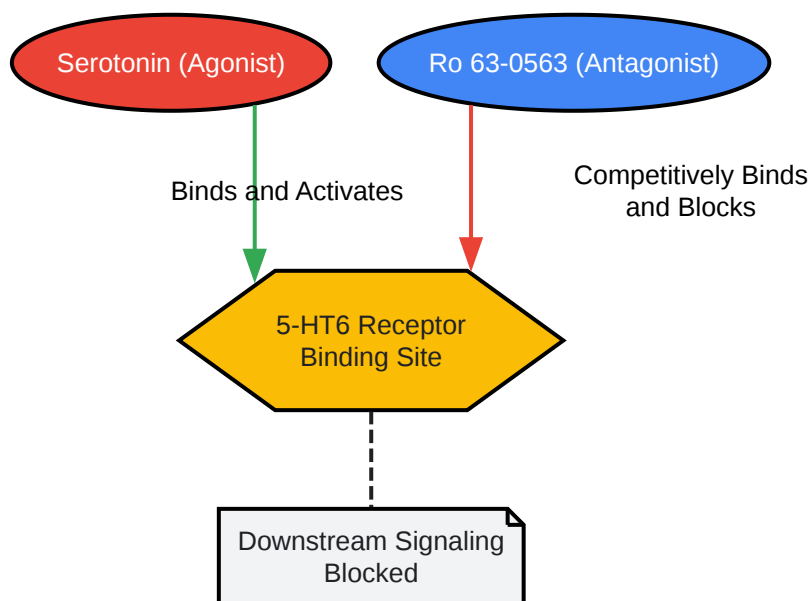 Serotonin (Agonist)
Ro 63-0563 (Antagonist)
Binds and Activates
Competitively Binds
and Blocks
5-HT6 Receptor
Binding Site
Downstream Signaling
Blocked